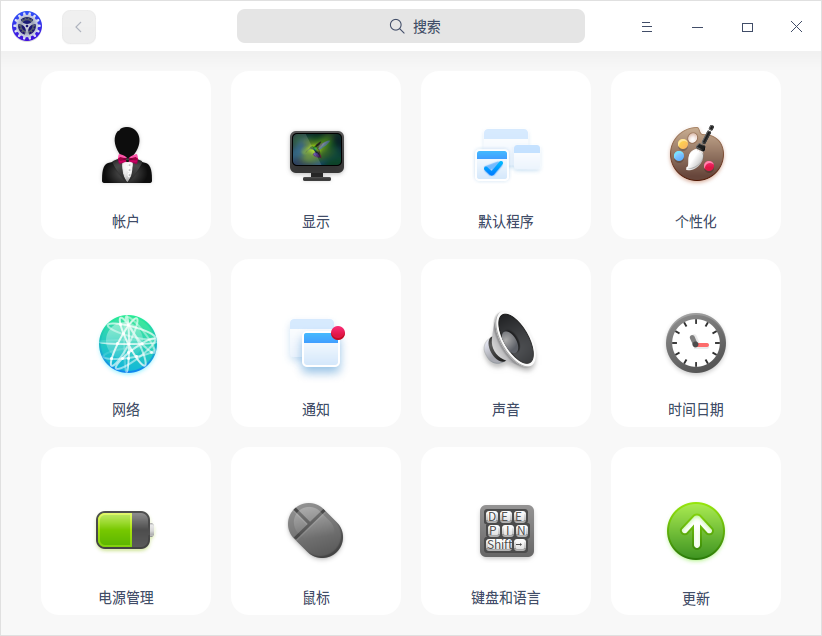 搜索
帐户
显示
默认程序
个性化
网络
通知
声音
时间日期
D E E
P I N
Shift →
电源管理
鼠标
键盘和语言
更新